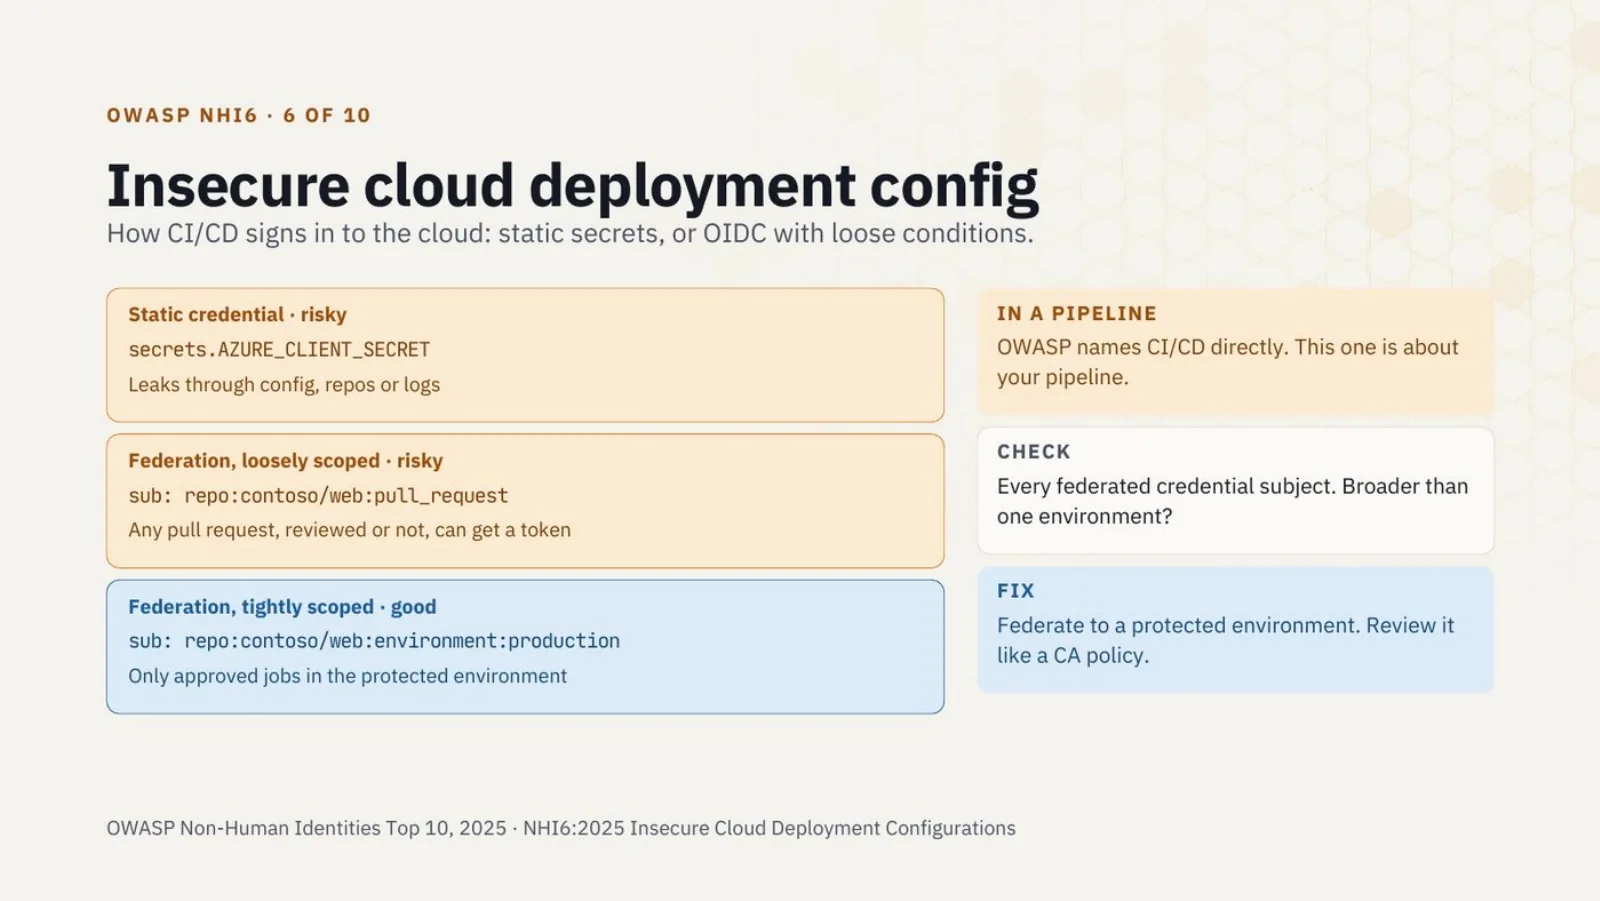 OWASP NHI6 · 6 OF 10
Insecure cloud deployment config
How CI/CD signs in to the cloud: static secrets, or OIDC with loose conditions.
Static credential · risky
secrets.AZURE_CLIENT_SECRET
Leaks through config, repos or logs
Federation, loosely scoped · risky
sub: repo:contoso/web:pull_request
Any pull request, reviewed or not, can get a token
Federation, tightly scoped · good
sub: repo:contoso/web:environment:production
Only approved jobs in the protected environment
IN A PIPELINE
OWASP names CI/CD directly. This one is about
your pipeline.
CHECK
Every federated credential subject. Broader than
one environment?
FIX
Federate to a protected environment. Review it
like a CA policy.
OWASP Non-Human Identities Top 10, 2025 · NHI6:2025 Insecure Cloud Deployment Configurations